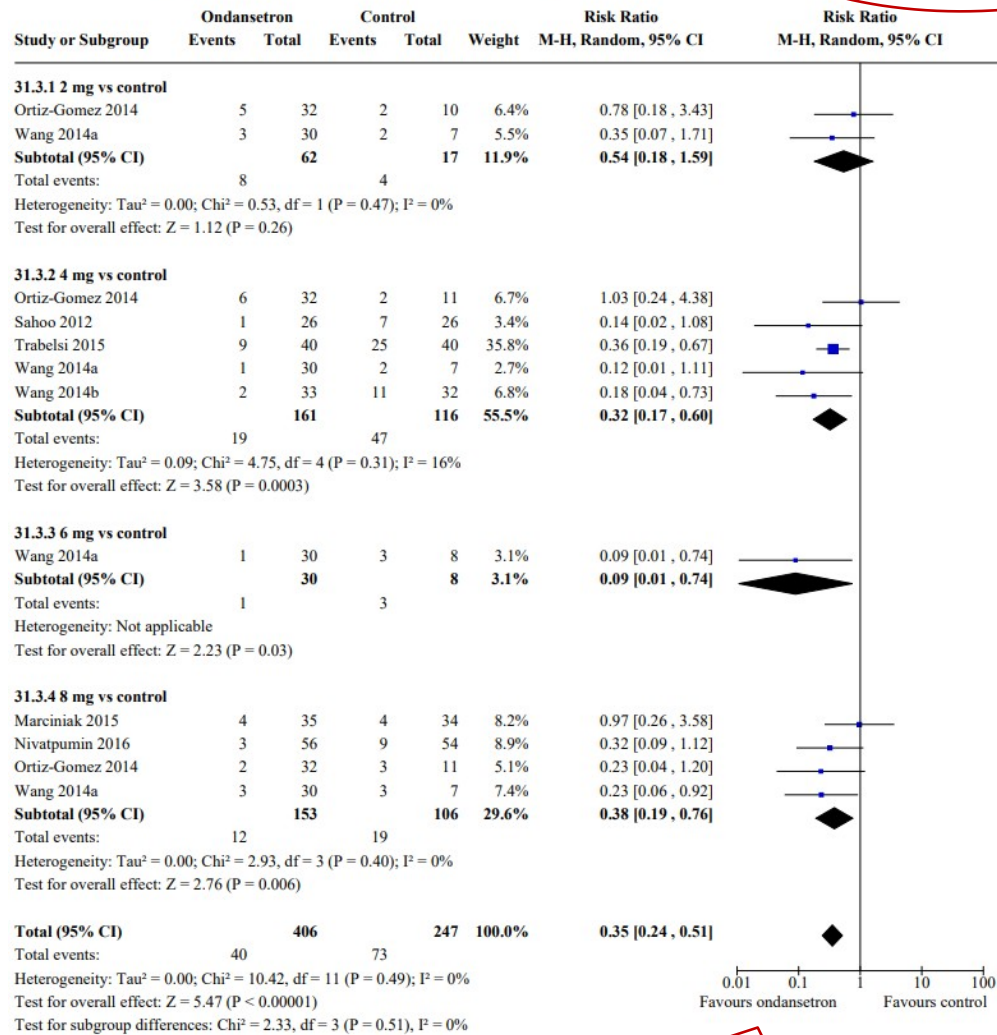 Ondansetron Control Risk Ratio Risk Ratio
Study or Subgroup Events Total Events Total Weight M-H, Random, 95% CI M-H, Random, 95% CI
31.3.1 2 mg vs control
Ortiz-Gomez 2014 5 32 2 10 6.4% 0.78 [0.18 , 3.43]
Wang 2014a 3 30 2 7 5.5% 0.35 [0.07 , 1.71]
Subtotal (95% CI) 62 17 11.9% 0.54 [0.18 , 1.59]
Total events: 8 4
Heterogeneity: Tau² = 0.00; Chi² = 0.53, df = 1 (P = 0.47); I² = 0%
Test for overall effect: Z = 1.12 (P = 0.26)
31.3.2 4 mg vs control
Ortiz-Gomez 2014 6 32 2 11 6.7% 1.03 [0.24 , 4.38]
Sahoo 2012 1 26 7 26 3.4% 0.14 [0.02 , 1.08]
Trabelsi 2015 9 40 25 40 35.8% 0.36 [0.19 , 0.67]
Wang 2014a 1 30 2 7 2.7% 0.12 [0.01 , 1.11]
Wang 2014b 2 33 11 32 6.8% 0.18 [0.04 , 0.73]
Subtotal (95% CI) 161 116 55.5% 0.32 [0.17 , 0.60]
Total events: 19 47
Heterogeneity: Tau² = 0.09; Chi² = 4.75, df = 4 (P = 0.31); I² = 16%
Test for overall effect: Z = 3.58 (P = 0.0003)
31.3.3 6 mg vs control
Wang 2014a 1 30 3 8 3.1% 0.09 [0.01 , 0.74]
Subtotal (95% CI) 30 8 3.1% 0.09 [0.01 , 0.74]
Total events: 1 3
Heterogeneity: Not applicable
Test for overall effect: Z = 2.23 (P = 0.03)
31.3.4 8 mg vs control
Marciniak 2015 4 35 4 34 8.2% 0.97 [0.26 , 3.58]
Nivatpumin 2016 3 56 9 54 8.9% 0.32 [0.09 , 1.12]
Ortiz-Gomez 2014 2 32 3 11 5.1% 0.23 [0.04 , 1.20]
Wang 2014a 3 30 3 7 7.4% 0.23 [0.06 , 0.92]
Subtotal (95% CI) 153 106 29.6% 0.38 [0.19 , 0.76]
Total events: 12 19
Heterogeneity: Tau² = 0.00; Chi² = 2.93, df = 3 (P = 0.40); I² = 0%
Test for overall effect: Z = 2.76 (P = 0.006)
Total (95% CI) 406 247 100.0% 0.35 [0.24 , 0.51]
Total events: 40 73
Heterogeneity: Tau² = 0.00; Chi² = 10.42, df = 11 (P = 0.49); I² = 0%
0.01 0.1 1 10 100
Test for overall effect: Z = 5.47 (P < 0.00001)
Favours ondansetron Favours control
Test for subgroup differences: Chi² = 2.33, df = 3 (P = 0.51), I² = 0%